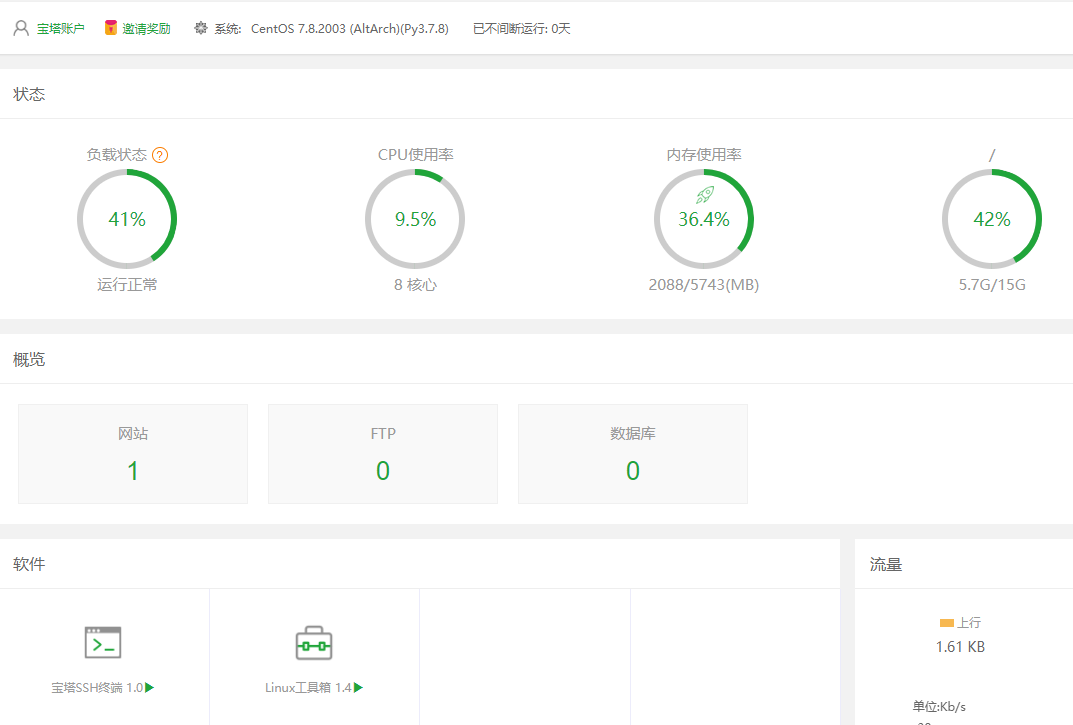 宝塔账户 邀请奖励 系统: CentOS 7.8.2003 (AltArch)(Py3.7.8) 已不间断运行: 0天
状态
负载状态 ? CPU使用率 内存使用率 /
41% 9.5% 36.4% 42%
运行正常 8 核心 2088/5743(MB) 5.7G/15G
概览
网站 FTP 数据库
1 0 0
软件 流量
上行
1.61 KB
宝塔SSH终端 1.0 Linux工具箱 1.4
单位:Kb/s